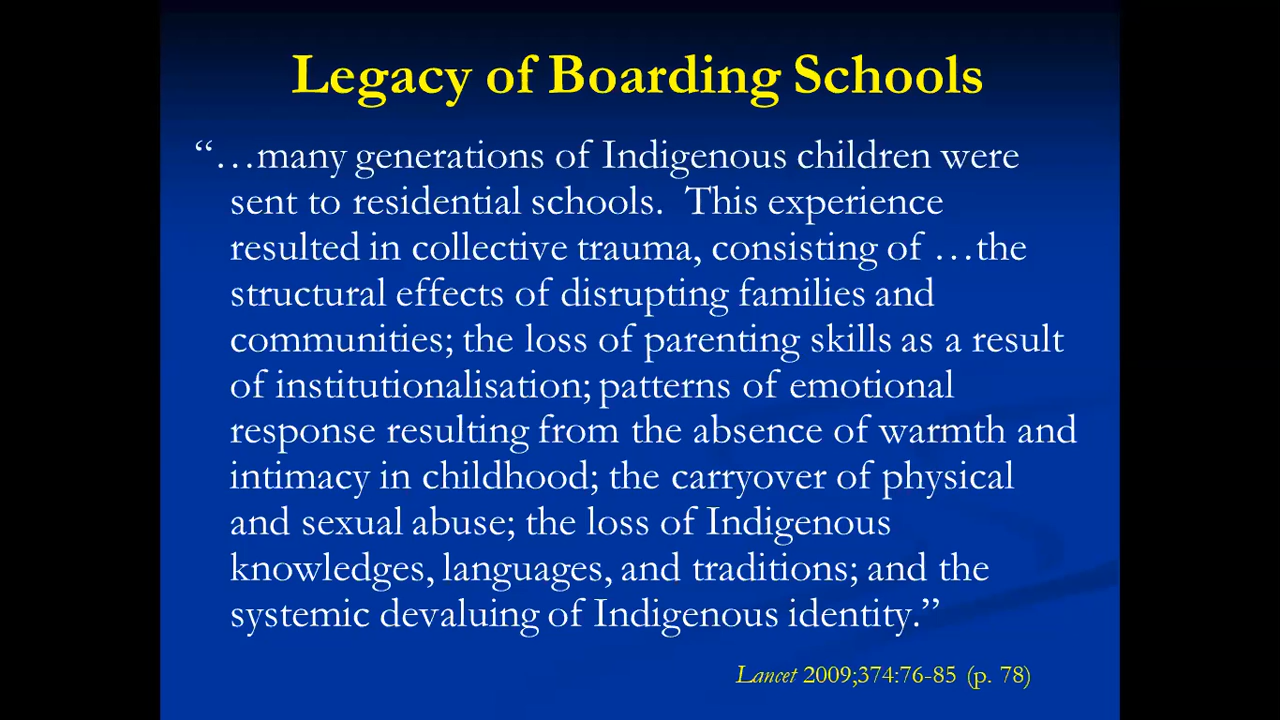 Legacy of Boarding Schools
“…many generations of Indigenous children were
sent to residential schools.  This experience
resulted in collective trauma, consisting of …the
structural effects of disrupting families and
communities; the loss of parenting skills as a result
of institutionalisation; patterns of emotional
response resulting from the absence of warmth and
intimacy in childhood; the carryover of physical
and sexual abuse; the loss of Indigenous
knowledges, languages, and traditions; and the
systemic devaluing of Indigenous identity.”
Lancet 2009;374:76-85 (p. 78)